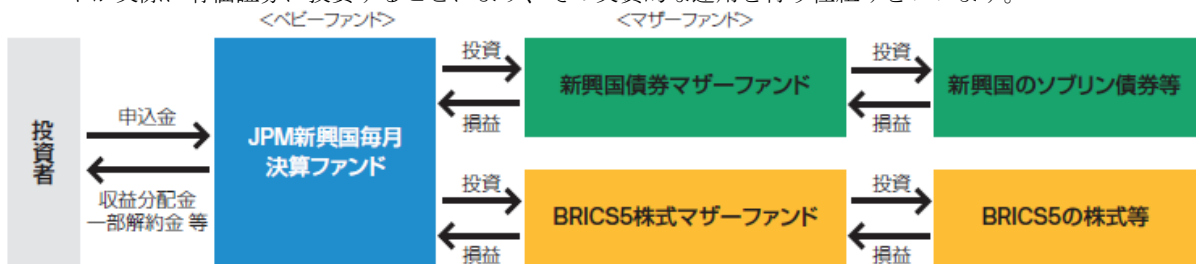 <ベビーファンド>
<マザーファンド>
投資者
申込金
収益分配金
一部解約金 等
JPM新興国毎月
決算ファンド
投資
損益
新興国債券マザーファンド
投資
損益
新興国のソブリン債券等
投資
損益
BRICS5株式マザーファンド
投資
損益
BRICS5の株式等